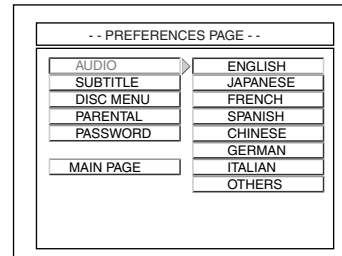 - - PREFERENCES PAGE - -
AUDIO
SUBTITLE
DISC MENU
PARENTAL
PASSWORD
MAIN PAGE
ENGLISH
JAPANESE
FRENCH
SPANISH
CHINESE
GERMAN
ITALIAN
OTHERS